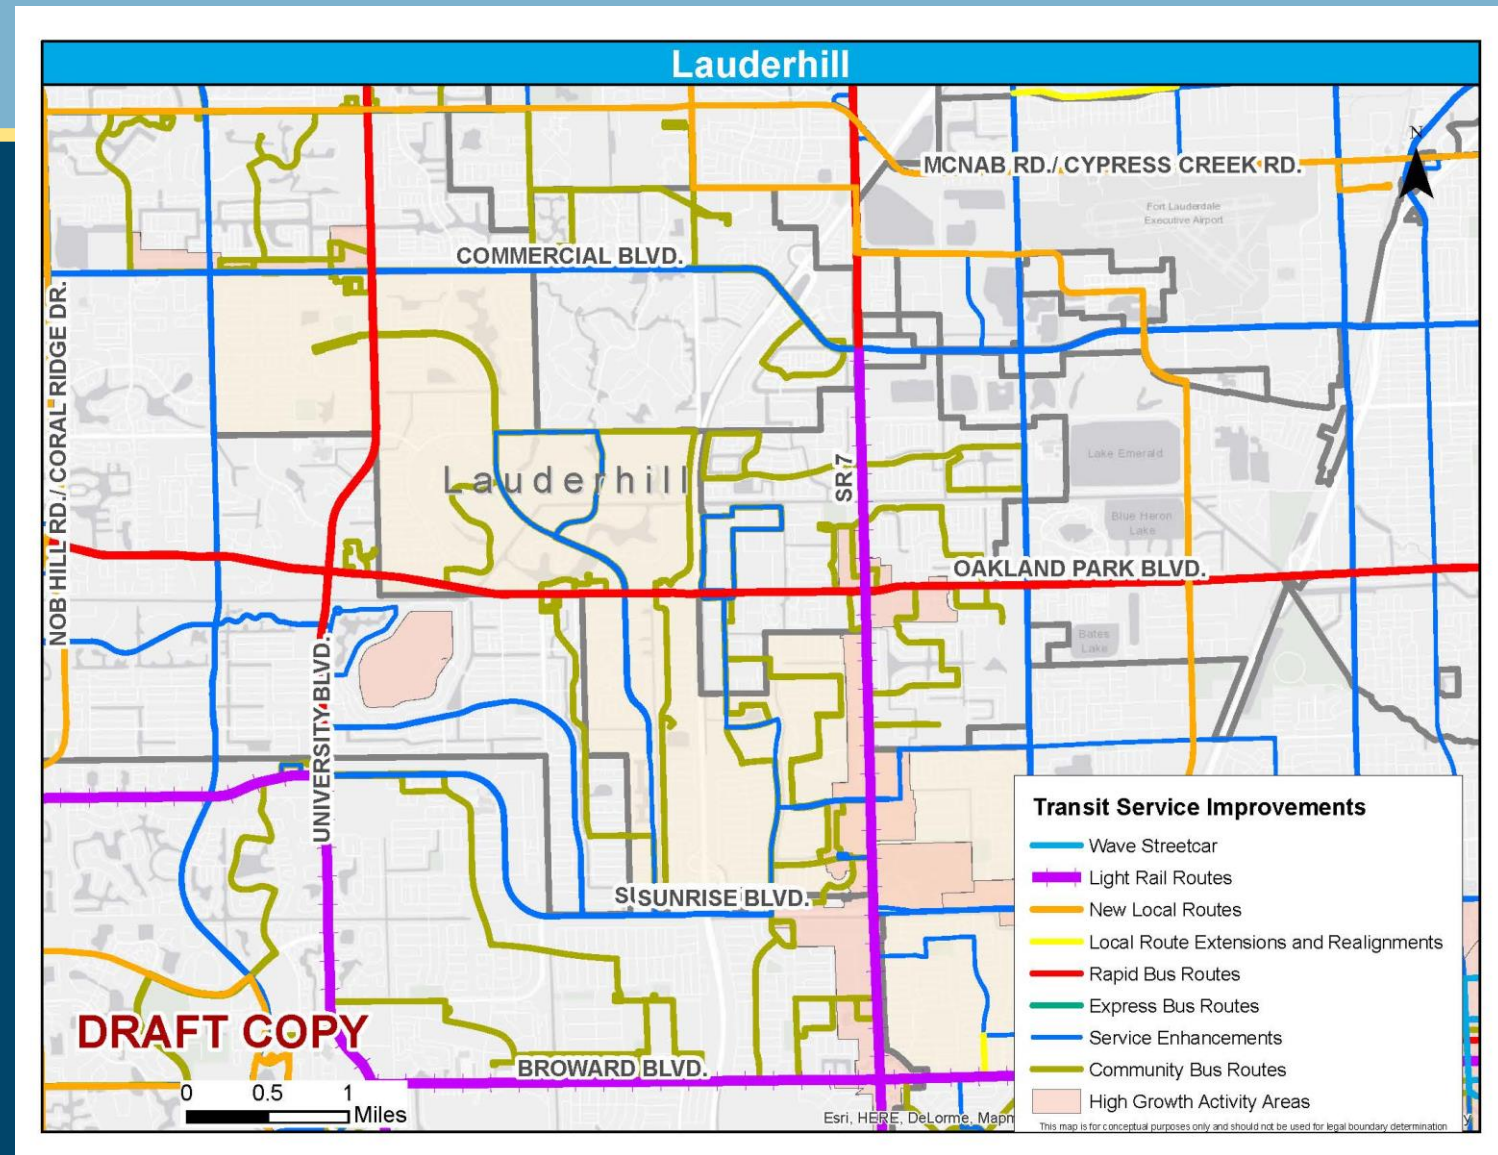 Lauderhill
N
MCNAB RD./ CYPRESS CREEK RD.
Fort Lauderdale
Executive Airport
COMMERCIAL BLVD.
NOB HILL RD./ CORAL RIDGE DR.
Lake Emerald
Lauderhill
SR 7
Blue Heron
Lake
OAKLAND PARK BLVD.
Bates
Lake
UNIVERSITY BLVD.
SUNRISE BLVD.
BROWARD BLVD.
DRAFT COPY
0 0.5 1
Miles
Esri, HERE, DeLorme,
Transit Service Improvements
Wave Streetcar
Light Rail Routes
New Local Routes
Local Route Extensions and Realignments
Rapid Bus Routes
Express Bus Routes
Service Enhancements
Community Bus Routes
High Growth Activity Areas
This map is for conceptual purposes only and should not be used for legal boundary determination